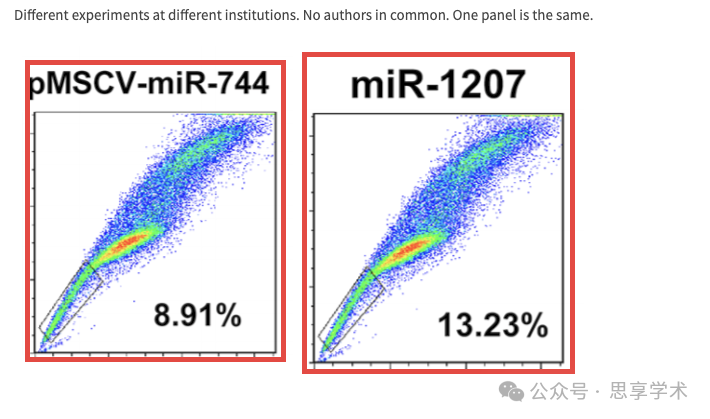 Different experiments at different institutions. No authors in common. One panel is the same.
pMSCV-miR-744
miR-1207
8.91%
13.23%
公众号 · 思享学术